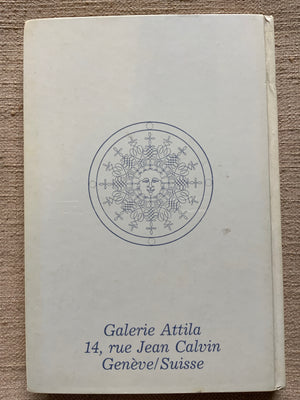 Galerie Attila
14, rue Jean Calvin
Genève/Suisse